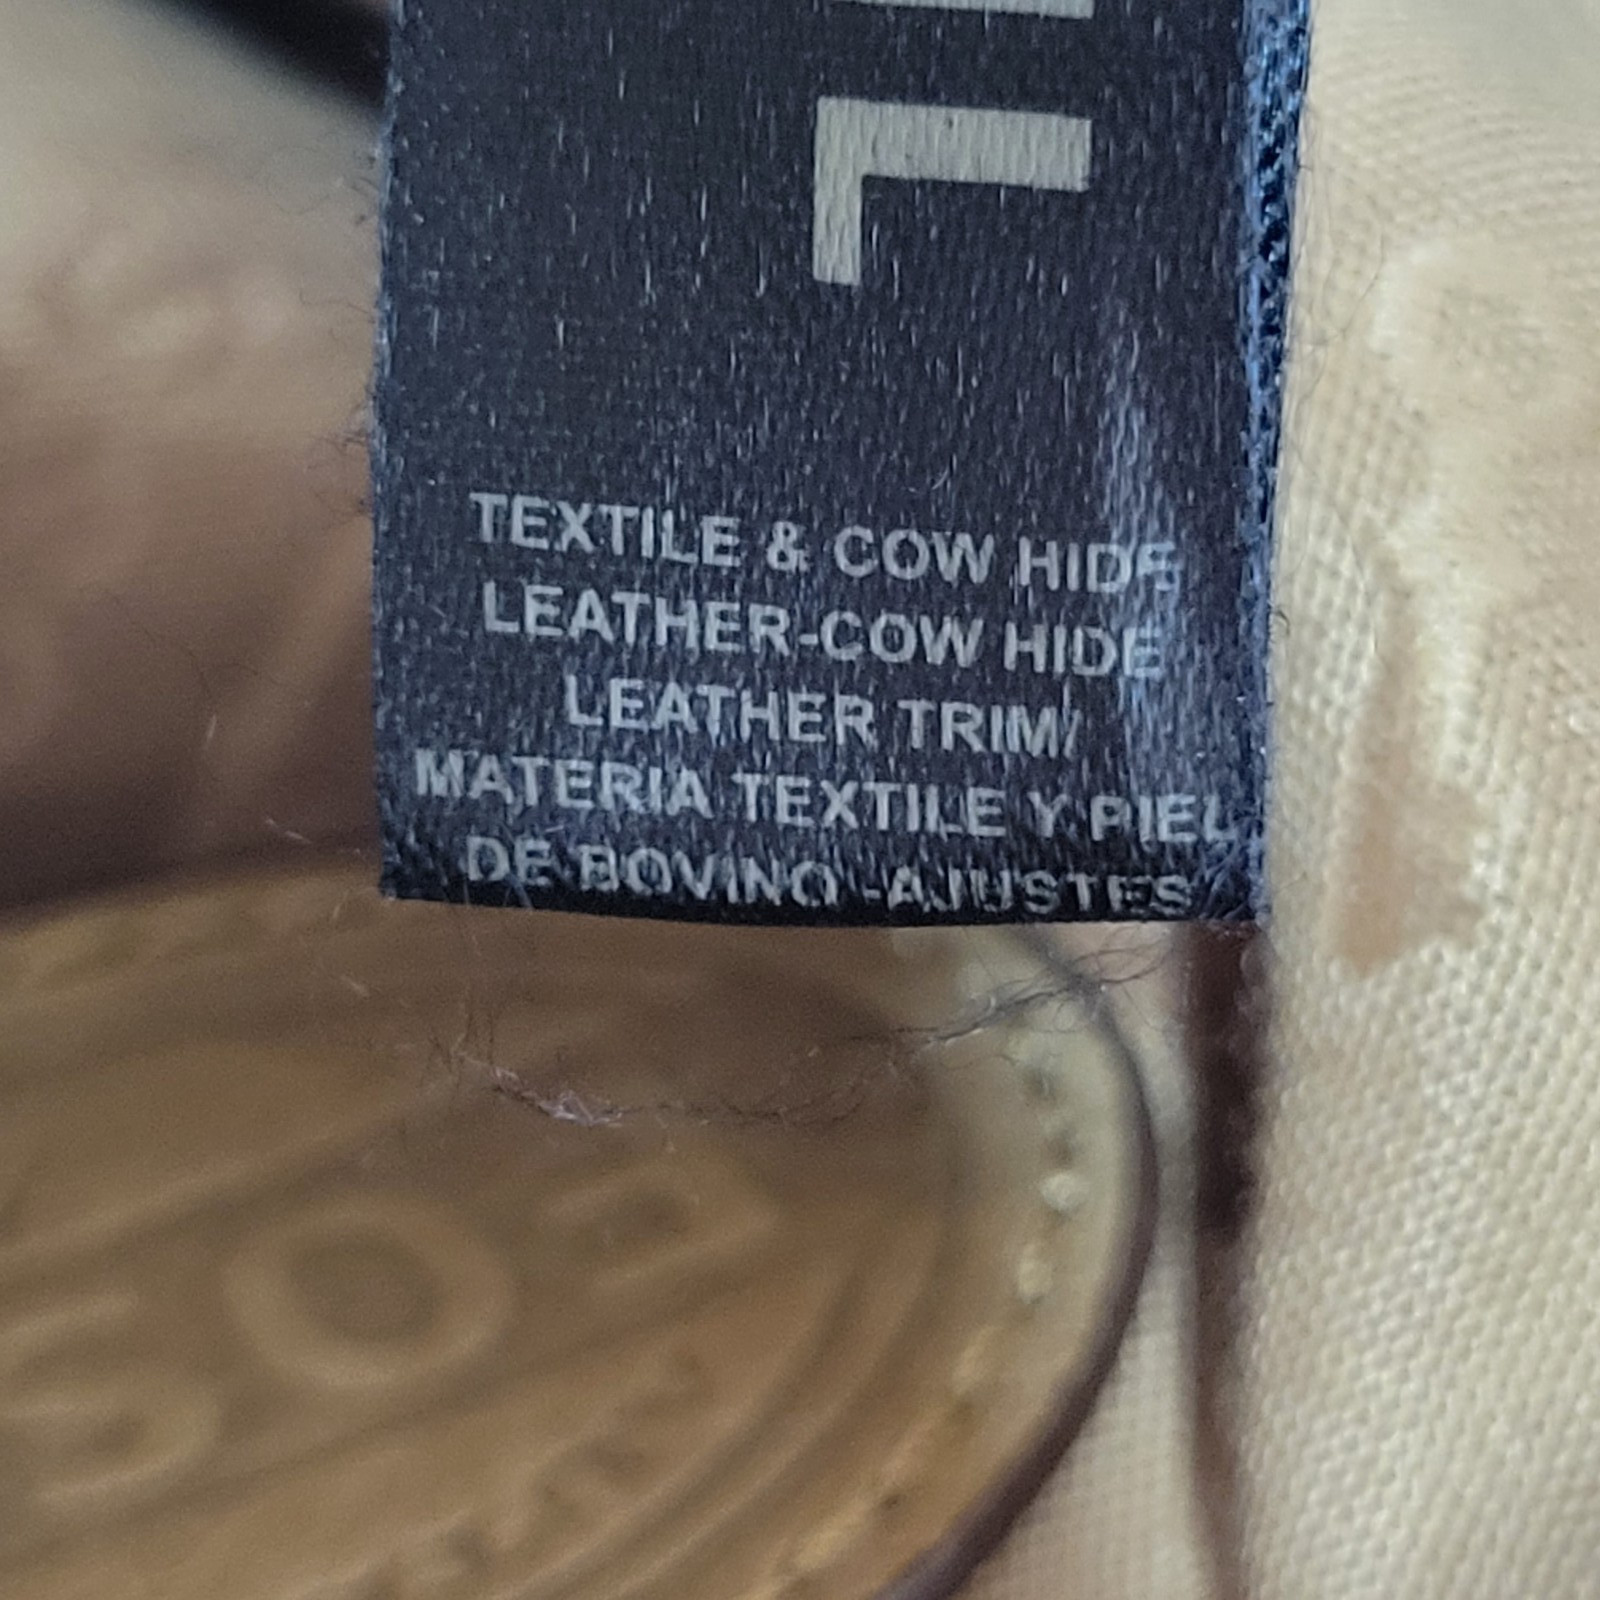 L
TEXTILE & COW HIDE
LEATHER-COW HIDE
LEATHER TRIM/
MATERIA TEXTILE Y PIEL
DE BOVINO -AJUSTES